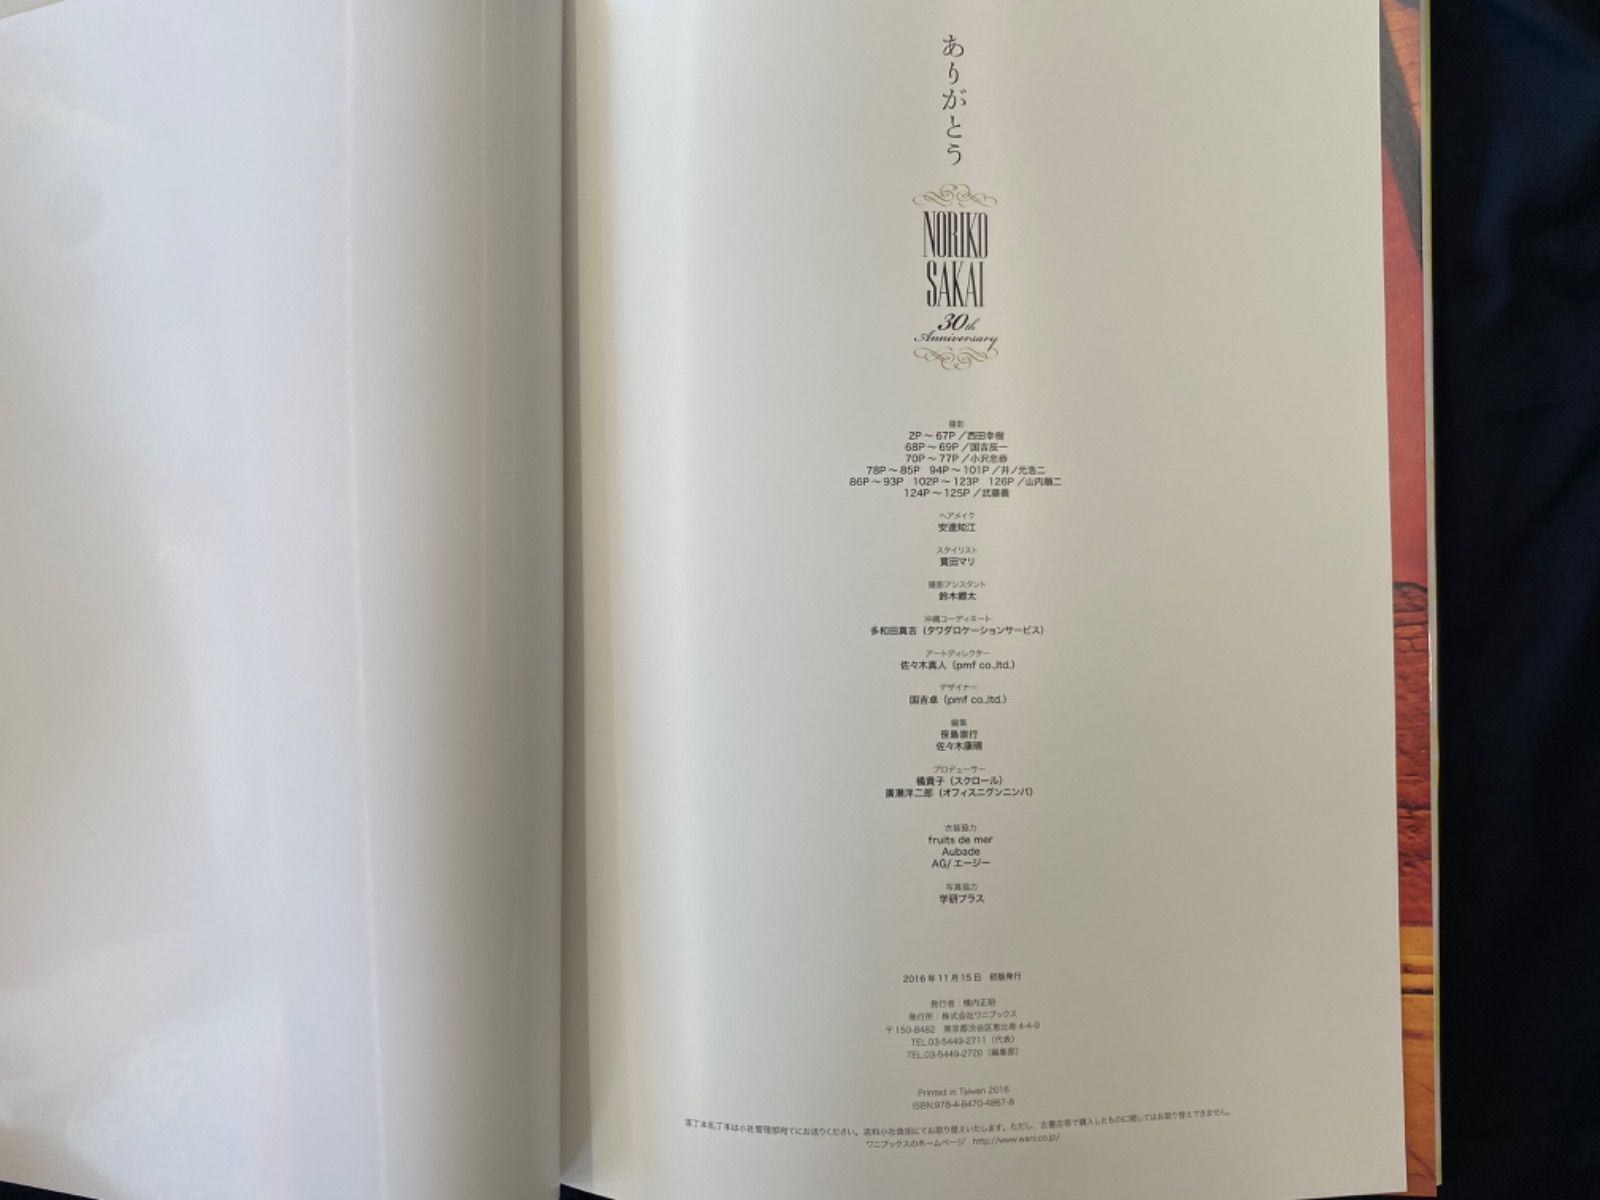 ありがとう
NORIKO
SAKAI
30th
Anniversary
撮影
2P～67P／西田幸樹
68P～69P／国吉辰一
70P～77P／小沢忠恭
78P～85P　94P～101P／井ノ元浩二
86P～93P　102P～123P　126P／山内順二
124P～125P／武藤義
ヘアメイク
安達知江
スタイリスト
實田マリ
撮影アシスタント
鈴木郷太
沖縄コーディネート
多和田真吉（タワダロケーションサービス）
アートディレクター
佐々木真人（pmf co.,ltd.）
デザイナー
国吉卓（pmf co.,ltd.）
編集
笹島崇行
佐々木康晴
プロデューサー
橘貴子（スクロール）
廣瀬洋二郎（オフィスニグンニンバ）
衣装協力
fruits de mer
Aubade
AG/エージー
写真協力
学研プラス
2016年11月15日　初版発行
発行者：横内正昭
発行所：株式会社ワニブックス
〒150-8482　東京都渋谷区恵比寿4-4-9
TEL.03-5449-2711（代表）
TEL.03-5449-2720（編集部）
Printed in Taiwan 2016
ISBN:978-4-8470-4867-8
落丁本乱丁本は小社管理部宛てにお送りください。送料小社負担にてお取り替えいたします。ただし、古書店等で購入したものに関してはお取り替えできません。
ワニブックスのホームページ　http://www.wani.co.jp/